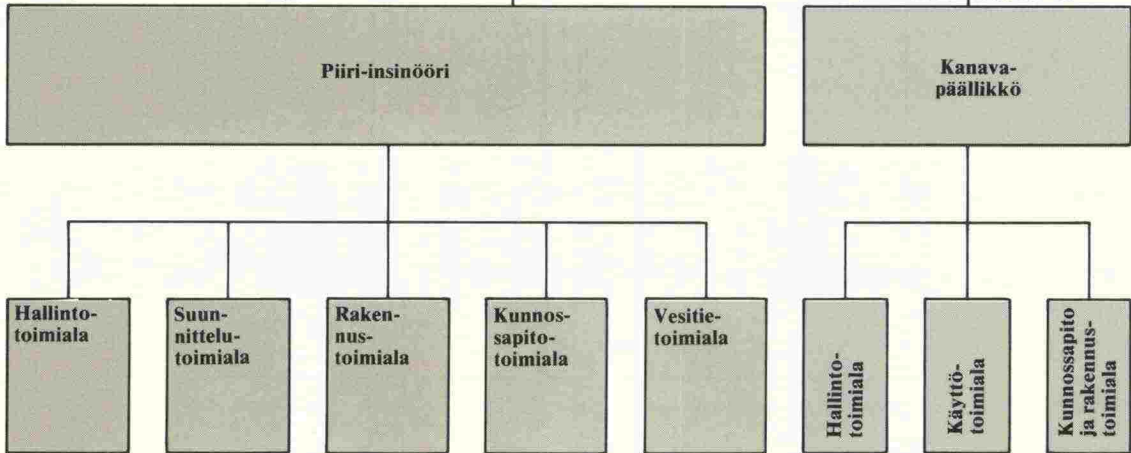 Piiri-insinööri
Kanava-
päällikkö
Hallinto-
toimiala
Suun-
nittelu-
toimiala
Raken-
nus-
toimiala
Kunnos-
sapito-
toimiala
Vesitie-
toimiala
Hallinto-
toimiala
Käyttö-
toimiala
Kunnossapito
ja rakennus-
toimiala